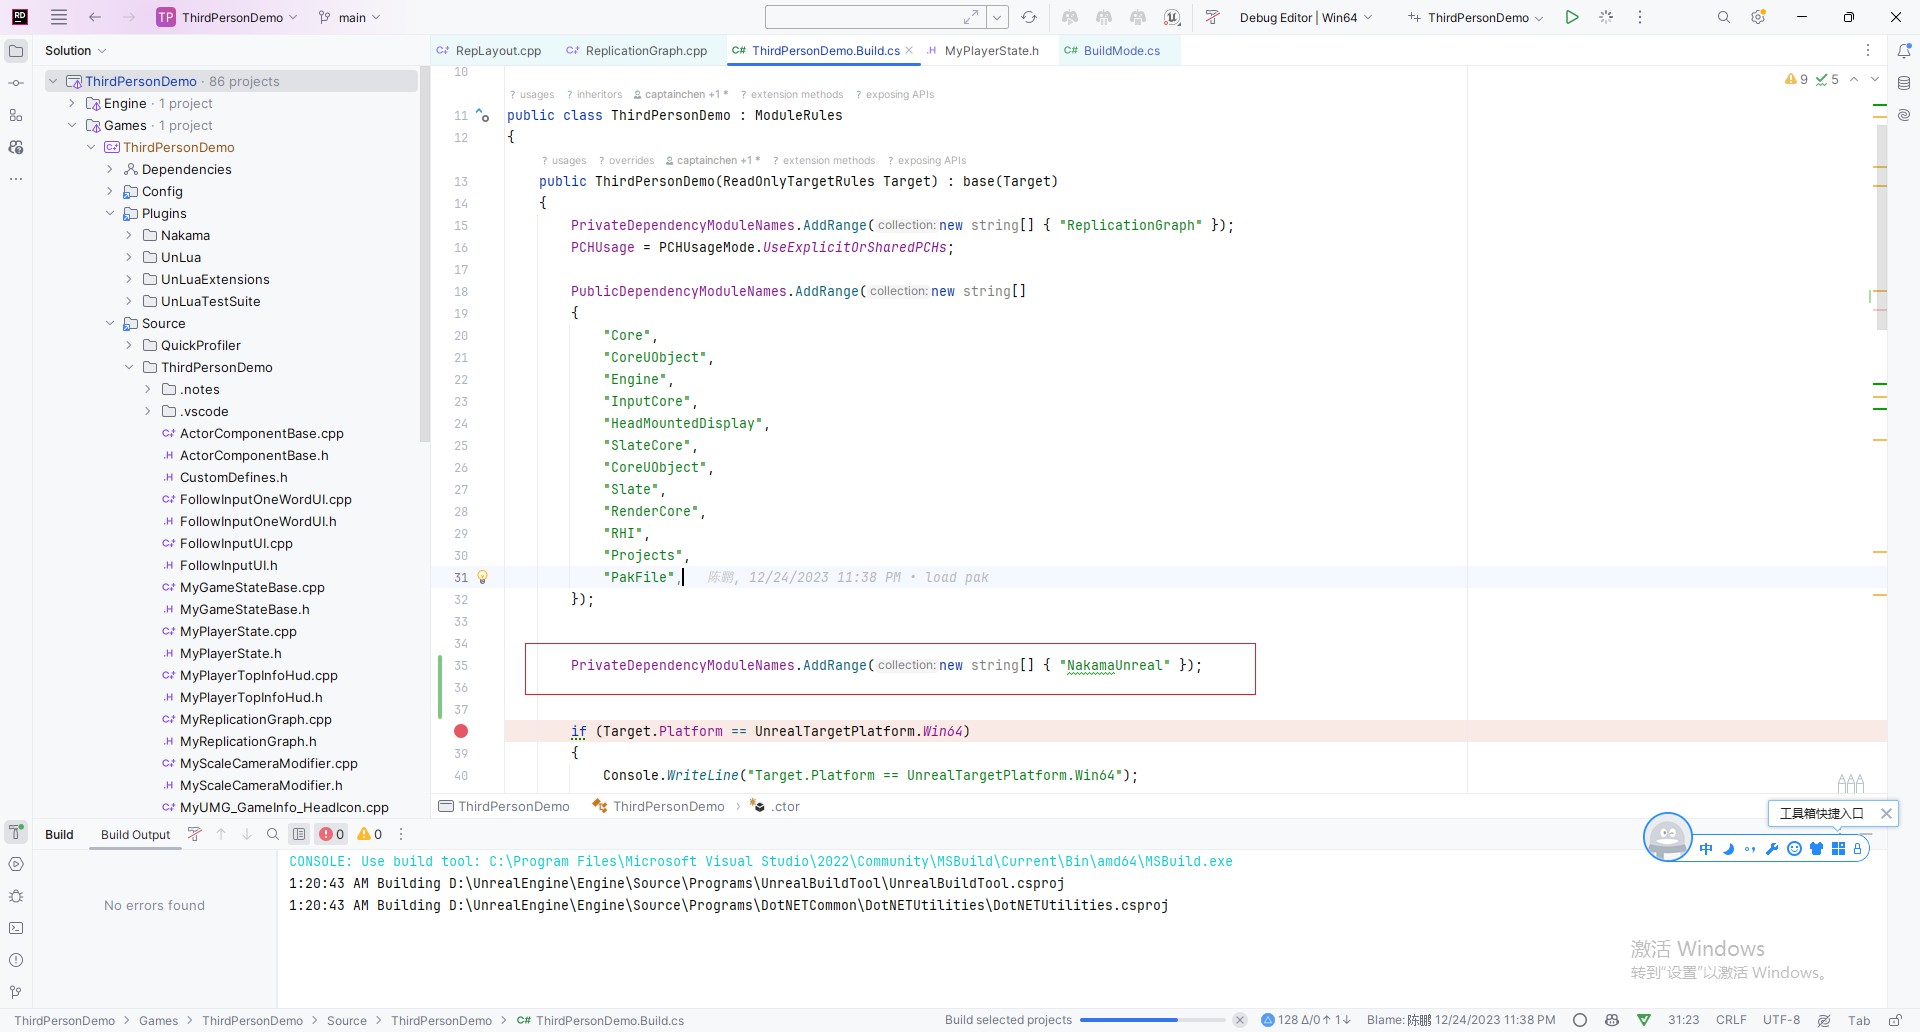 TP ThirdPersonDemo main Debug Editor | Win64 ThirdPersonDemo
Solution
RepLayout.cpp ReplicationGraph.cpp C# ThirdPersonDemo.Build.cs .H MyPlayerState.h C# BuildMode.cs
ThirdPersonDemo · 86 projects
Engine · 1 project
Games · 1 project
ThirdPersonDemo
Dependencies
Config
Plugins
Nakama
UnLua
UnLuaExtensions
UnLuaTestSuite
Source
QuickProfiler
ThirdPersonDemo
.notes
.vscode
ActorComponentBase.cpp
ActorComponentBase.h
CustomDefines.h
FollowInputOneWordUI.cpp
FollowInputOneWordUI.h
FollowInputUI.cpp
FollowInputUI.h
MyGameStateBase.cpp
MyGameStateBase.h
MyPlayerState.cpp
MyPlayerState.h
MyPlayerTopInfoHud.cpp
MyPlayerTopInfoHud.h
MyReplicationGraph.cpp
MyReplicationGraph.h
MyScaleCameraModifier.cpp
MyScaleCameraModifier.h
MyUMG_GameInfo_HeadIcon.cpp
9 5
10
? usages ? inheritors captainchen +1 * ? extension methods ? exposing APIs
11 public class ThirdPersonDemo : ModuleRules
12 {
? usages ? overrides captainchen +1 * ? extension methods ? exposing APIs
13 public ThirdPersonDemo(ReadOnlyTargetRules Target) : base(Target)
14 {
15 PrivateDependencyModuleNames.AddRange( collection: new string[] { "ReplicationGraph" });
16 PCHUsage = PCHUsageMode.UseExplicitOrSharedPCHs;
17
18 PublicDependencyModuleNames.AddRange( collection: new string[]
19 {
20 "Core",
21 "CoreUObject",
22 "Engine",
23 "InputCore",
24 "HeadMountedDisplay",
25 "SlateCore",
26 "CoreUObject",
27 "Slate",
28 "RenderCore",
29 "RHI",
30 "Projects",
31 "PakFile", 陈鹏, 12/24/2023 11:38 PM • load pak
32 });
33
34
35 PrivateDependencyModuleNames.AddRange( collection: new string[] { "NakamaUnreal" });
36
37
if (Target.Platform == UnrealTargetPlatform.Win64)
39 {
40 Console.WriteLine("Target.Platform == UnrealTargetPlatform.Win64");
ThirdPersonDemo ThirdPersonDemo .ctor
工具箱快捷入口
中
Build Build Output 0 0
No errors found
CONSOLE: Use build tool: C:\Program Files\Microsoft Visual Studio\2022\Community\MSBuild\Current\Bin\amd64\MSBuild.exe
1:20:43 AM Building D:\UnrealEngine\Engine\Source\Programs\UnrealBuildTool\UnrealBuildTool.csproj
1:20:43 AM Building D:\UnrealEngine\Engine\Source\Programs\DotNETCommon\DotNETUtilities\DotNETUtilities.csproj
激活 Windows
转到"设置"以激活 Windows。
ThirdPersonDemo > Games > ThirdPersonDemo > Source > ThirdPersonDemo > C# ThirdPersonDemo.Build.cs Build selected projects 128 Δ/0↑ 1↓ Blame: 陈鹏 12/24/2023 11:38 PM 31:23 CRLF UTF-8 Tab